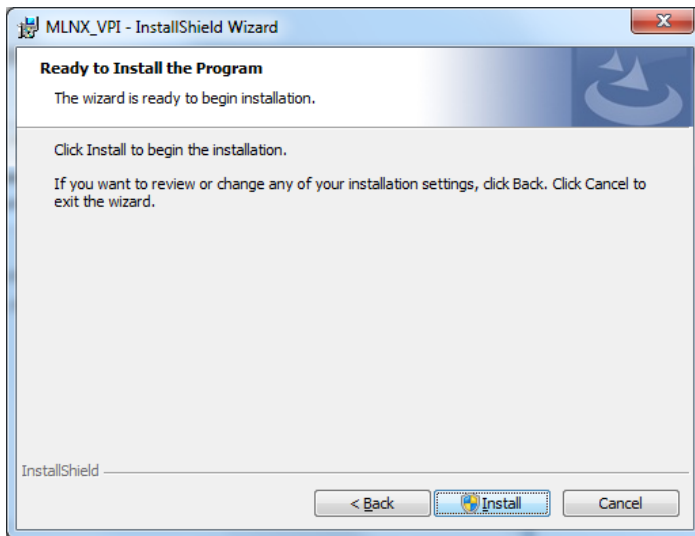 MLNX_VPI - InstallShield Wizard
Ready to Install the Program
The wizard is ready to begin installation.
Click Install to begin the installation.
If you want to review or change any of your installation settings, click Back. Click Cancel to
exit the wizard.
InstallShield
< Back Install Cancel